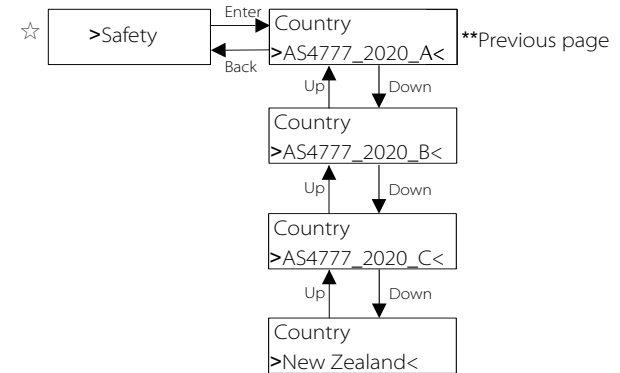 Enter
☆ >Safety
Back
Country
>AS4777_2020_A<
**Previous page
Up
Down
Country
>AS4777_2020_B<
Up
Down
Country
>AS4777_2020_C<
Up
Down
Country
>New Zealand<